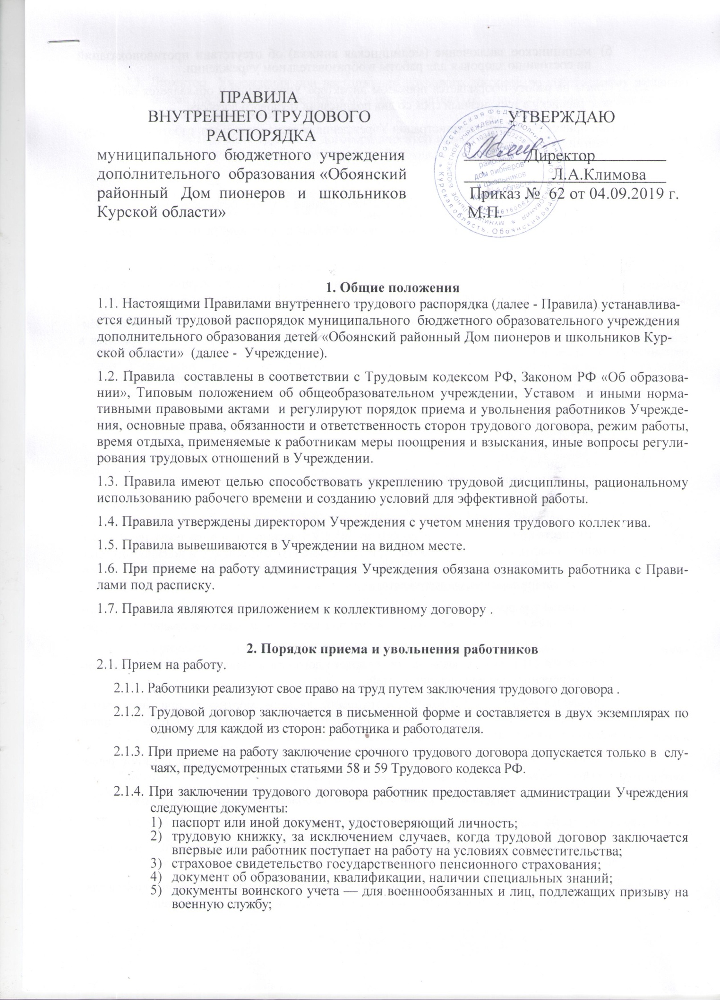 ПРАВИЛА
ВНУТРЕННЕГО ТРУДОВОГО
РАСПОРЯДКА
муниципального бюджетного учреждения
дополнительного образования «Обоянский
районный Дом пионеров и школьников
Курской области»
УТВЕРЖДАЮ
Директор
Л.А.Климова
Приказ № 62 от 04.09.2019 г.
М.П.
1. Общие положения
1.1. Настоящими Правилами внутреннего трудового распорядка (далее - Правила) устанавлива-
ется единый трудовой распорядок муниципального бюджетного образовательного учреждения
дополнительного образования детей «Обоянский районный Дом пионеров и школьников Кур-
ской области» (далее - Учреждение).
1.2. Правила составлены в соответствии с Трудовым кодексом РФ, Законом РФ «Об образова-
нии», Типовым положением об общеобразовательном учреждении, Уставом и иными норма-
тивными правовыми актами и регулируют порядок приема и увольнения работников Учрежде-
ния, основные права, обязанности и ответственность сторон трудового договора, режим работы,
время отдыха, применяемые к работникам меры поощрения и взыскания, иные вопросы регули-
рования трудовых отношений в Учреждении.
1.3. Правила имеют целью способствовать укреплению трудовой дисциплины, рациональному
использованию рабочего времени и созданию условий для эффективной работы.
1.4. Правила утверждены директором Учреждения с учетом мнения трудового коллектива.
1.5. Правила вывешиваются в Учреждении на видном месте.
1.6. При приеме на работу администрация Учреждения обязана ознакомить работника с Прави-
лами под расписку.
1.7. Правила являются приложением к коллективному договору .
2. Порядок приема и увольнения работников
2.1. Прием на работу.
2.1.1. Работники реализуют свое право на труд путем заключения трудового договора .
2.1.2. Трудовой договор заключается в письменной форме и составляется в двух экземплярах по
одному для каждой из сторон: работника и работодателя.
2.1.3. При приеме на работу заключение срочного трудового договора допускается только в слу-
чаях, предусмотренных статьями 58 и 59 Трудового кодекса РФ.
2.1.4. При заключении трудового договора работник предоставляет администрации Учреждения
следующие документы:
1) паспорт или иной документ, удостоверяющий личность;
2) трудовую книжку, за исключением случаев, когда трудовой договор заключается
впервые или работник поступает на работу на условиях совместительства;
3) страховое свидетельство государственного пенсионного страхования;
4) документ об образовании, квалификации, наличии специальных знаний;
5) документы воинского учета — для военнообязанных и лиц, подлежащих призыву на
военную службу;